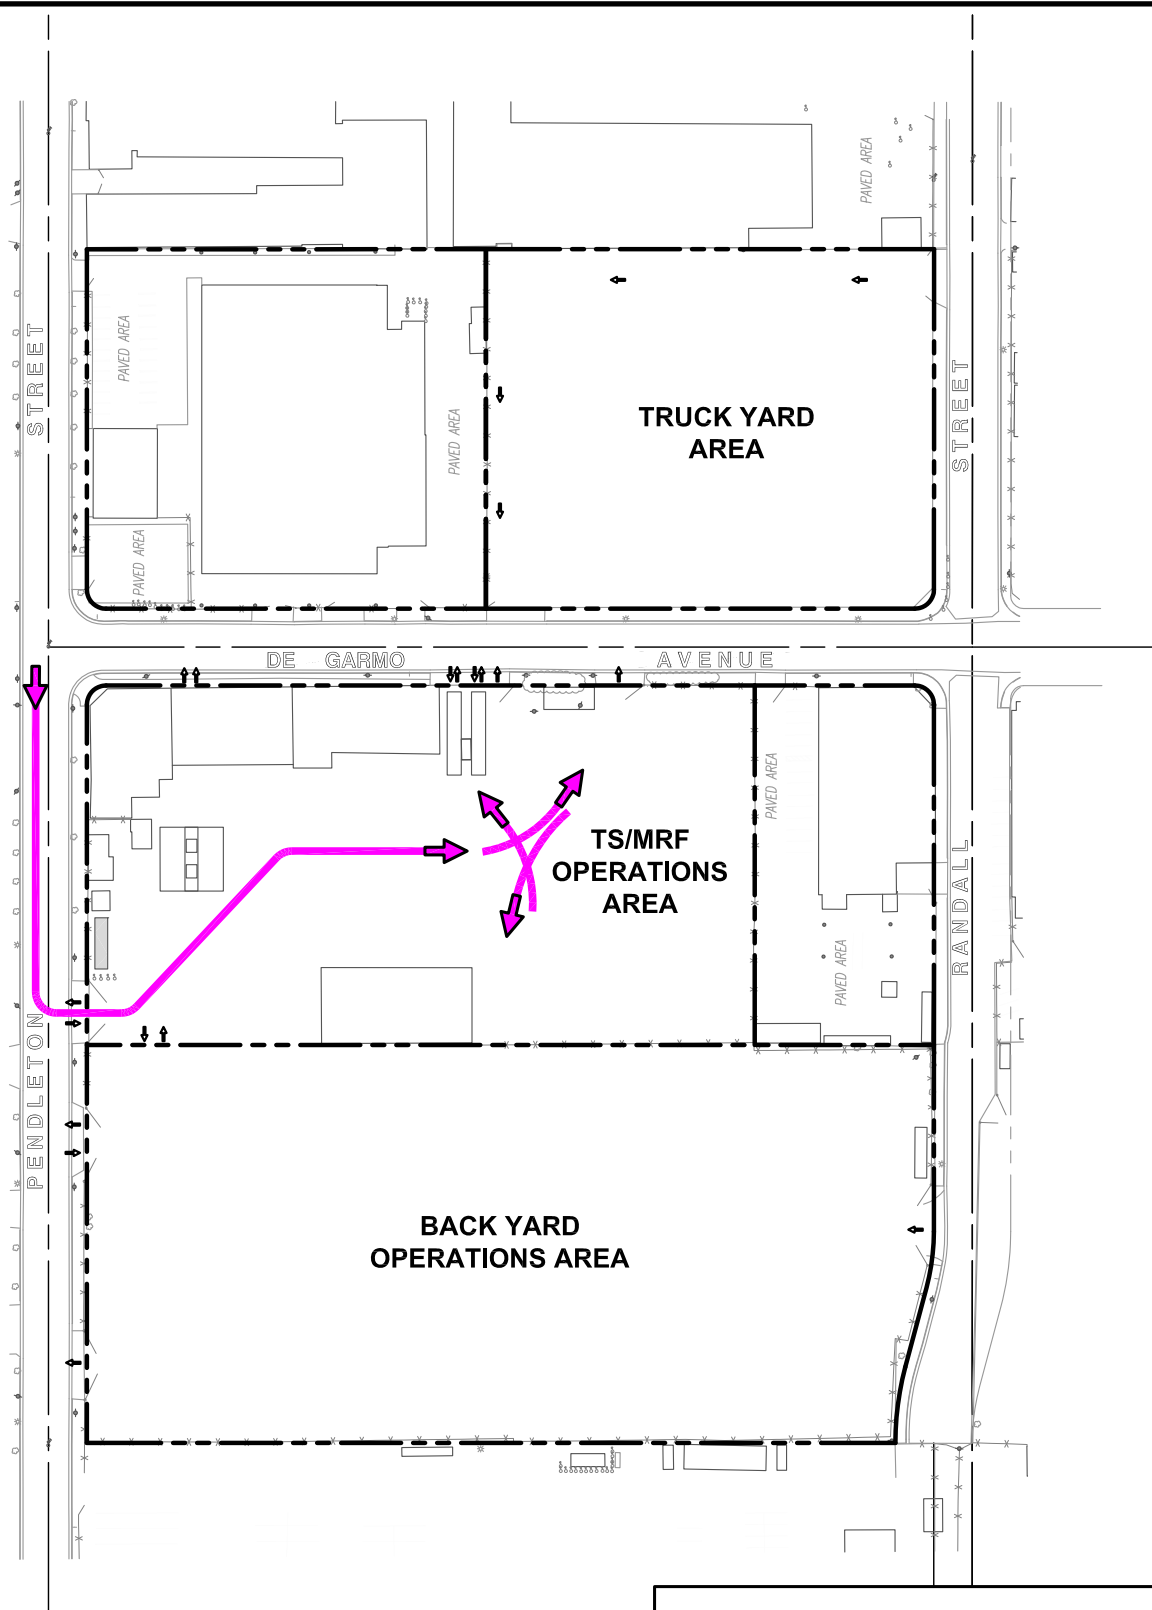 PAVED AREA
STREET
PAVED AREA
PAVED AREA
TRUCK YARD
AREA
STREET
PAVED AREA
DE GARMO AVENUE
PAVED AREA
TS/MRF
OPERATIONS
AREA
RANDALL
PAVED AREA
PENDLETON
BACK YARD
OPERATIONS AREA